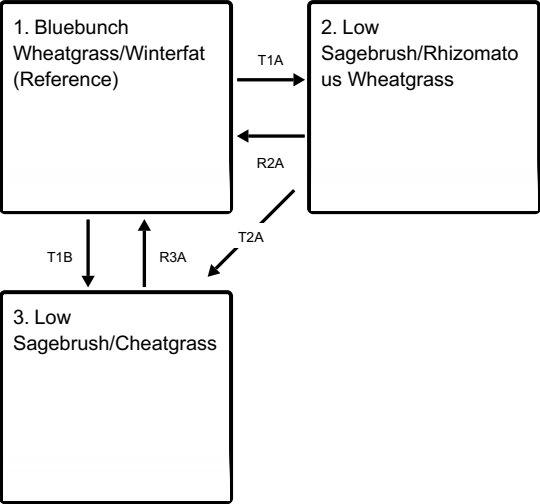 1. Bluebunch
Wheatgrass/Winterfat
(Reference)
T1A
2. Low
Sagebrush/Rhizomato
us Wheatgrass
R2A
T2A
T1B
R3A
3. Low
Sagebrush/Cheatgrass